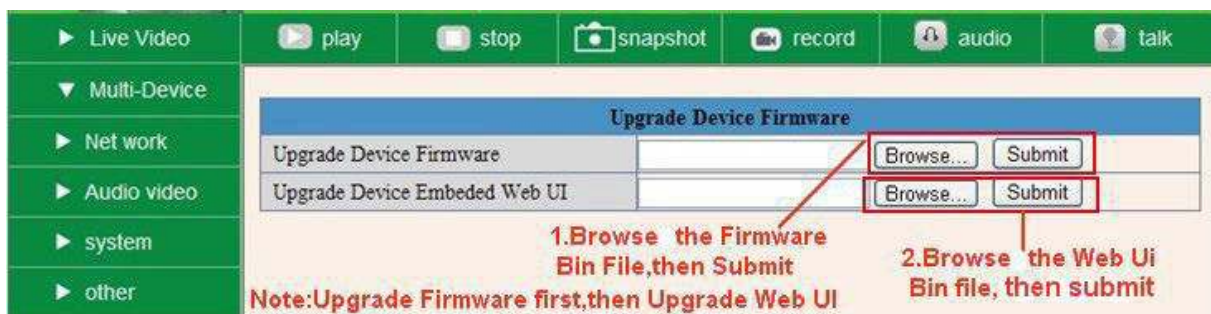 Live Video
play
stop
snapshot
record
audio
talk
Multi-Device
Net work
Audio video
system
other
Upgrade Device Firmware
Upgrade Device Firmware
Browse...
Submit
Upgrade Device Embeded Web UI
Browse...
Submit
1.Browse the Firmware
Bin File,then Submit
2.Browse the Web Ui
Bin file, then submit
Note:Upgrade Firmware first,then Upgrade Web UI